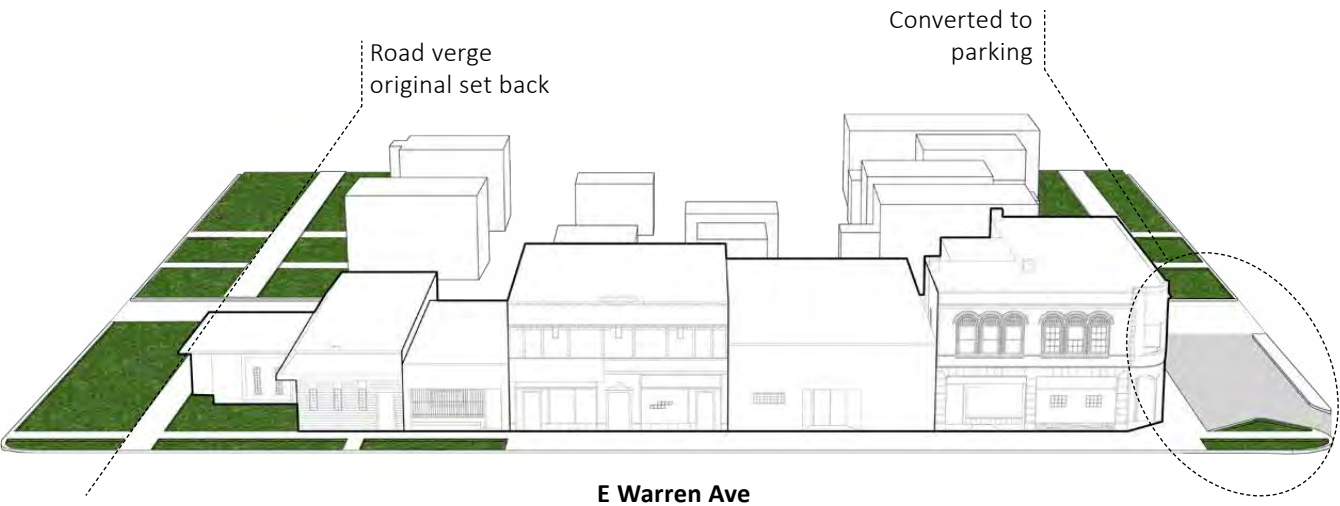 Road verge
original set back
Converted to
parking
E Warren Ave